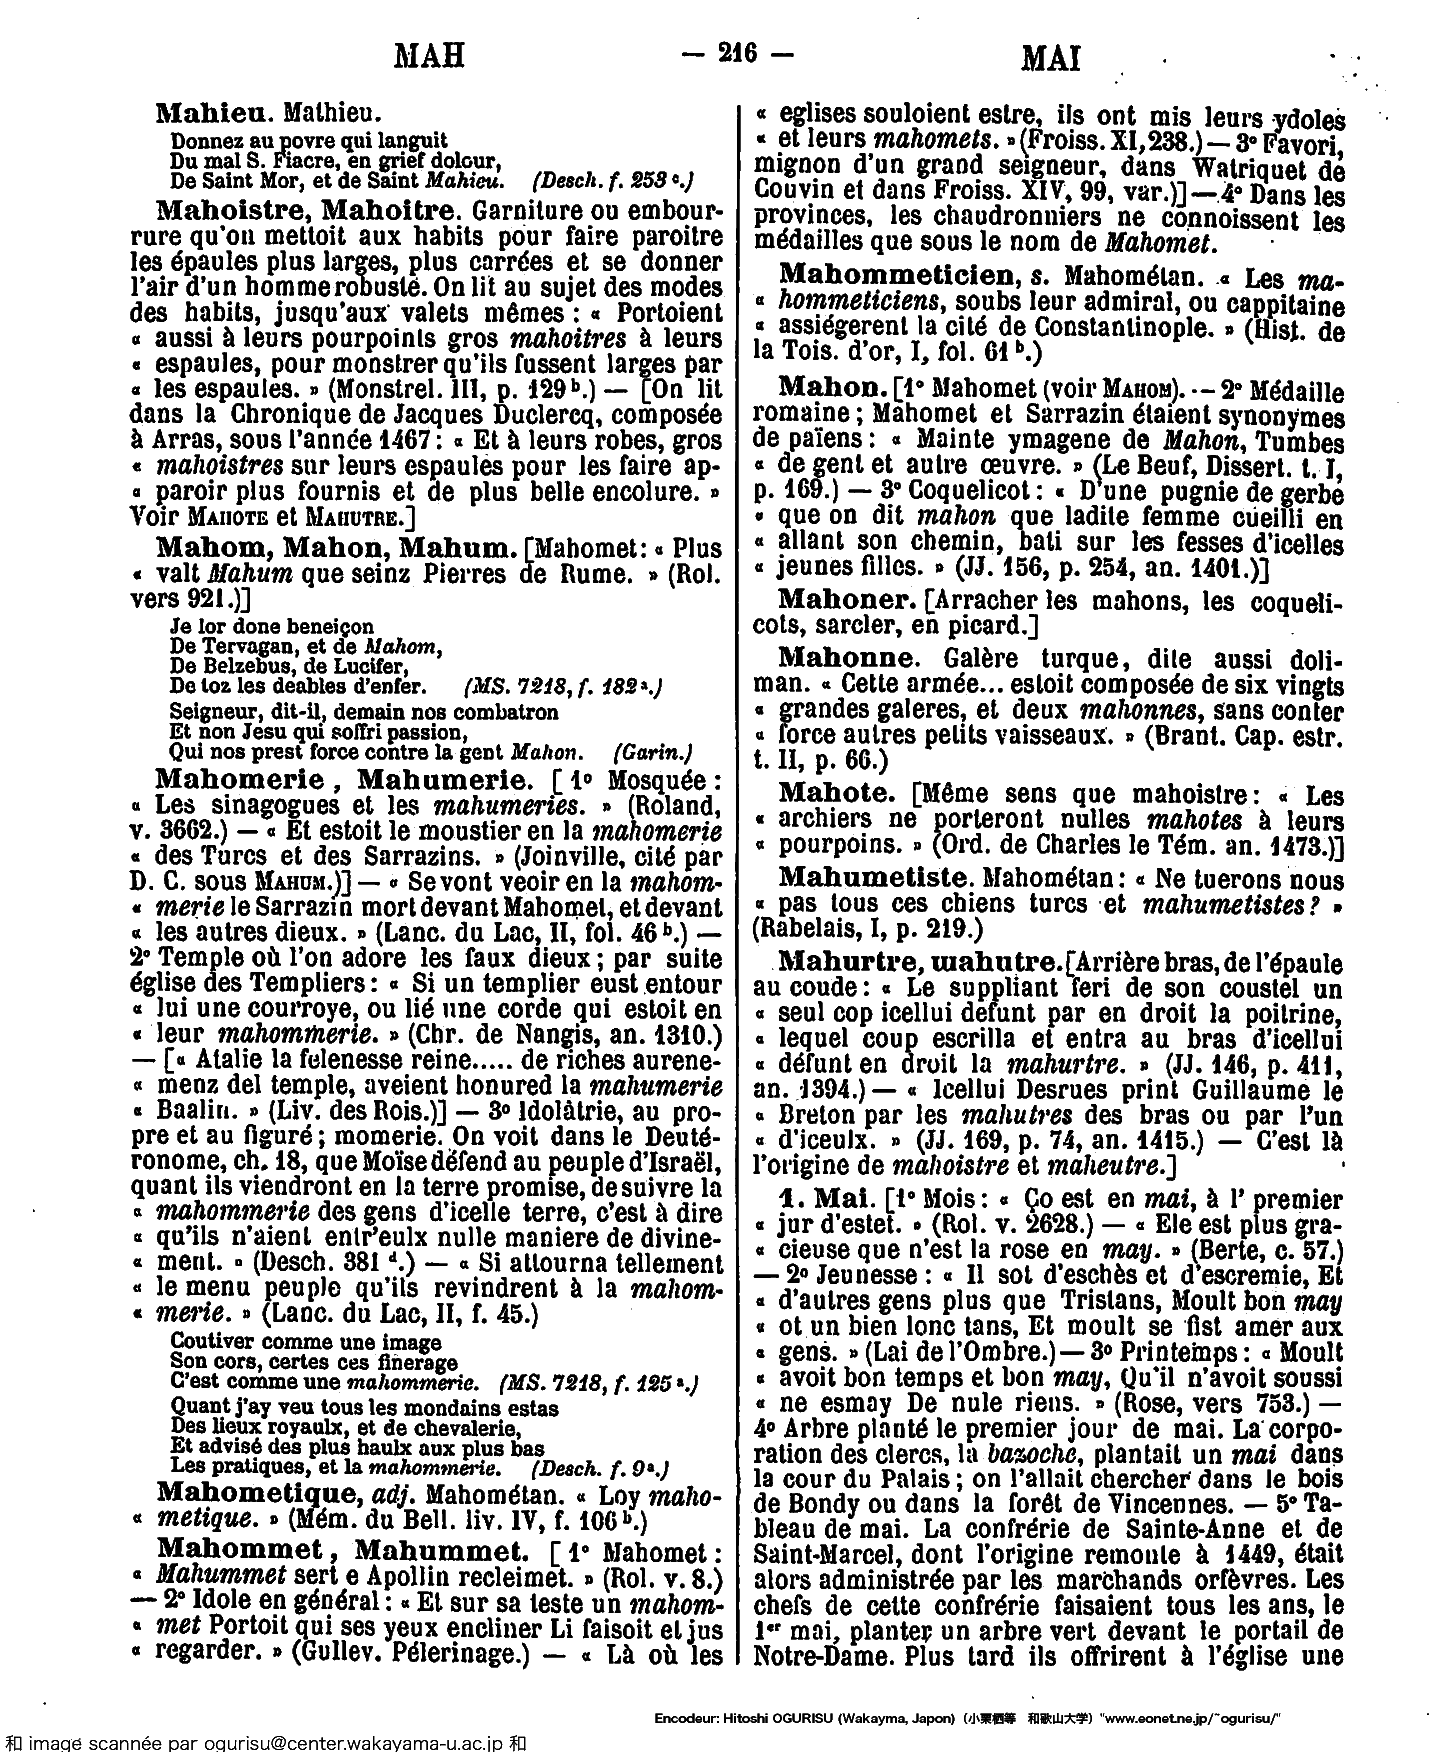 MAH — 216 — MAI
Mahieu. Mathieu.
Donnez au povre qui languit
Du mal S. Fiacre, en grief dolour,
De Saint Mor, et de Saint Mahieu. (Desch. f. 253 c.)
Mahoistre, Mahoitre. Garniture ou embour-
rure qu'on mettoit aux habits pour faire paroitre
les épaules plus larges, plus carrées et se donner
l'air d'un homme robuste. On lit au sujet des modes
des habits, jusqu'aux valets mêmes : « Portoient
« aussi à leurs pourpoints gros mahoitres à leurs
« espaules, pour monstrer qu'ils fussent larges par
« les espaules. » (Monstrel. III, p. 129 b.) — [On lit
dans la Chronique de Jacques Duclercq, composée
à Arras, sous l'année 1467 : « Et à leurs robes, gros
« mahoistres sur leurs espaules pour les faire ap-
« paroir plus fournis et de plus belle encolure. »
Voir MAHOTE et MAHUTRE.]
Mahom, Mahon, Mahum. [Mahomet : « Plus
« valt Mahum que seinz Pierres de Rume. » (Rol.
vers 921.)]
Je lor done beneiçon
De Tervagan, et de Mahom,
De Belzebus, de Lucifer,
De toz les deables d'enfer. (MS. 7218, f. 182 a.)
Seigneur, dit-il, demain nos combatron
Et non Jesu qui soffri passion,
Qui nos prest force contre la gent Mahon. (Garin.)
Mahomerie, Mahumerie. [1° Mosquée :
« Les sinagogues et les mahumeries. » (Roland,
v. 3662.) — « Et estoit le moustier en la mahomerie
« des Turcs et des Sarrazins. » (Joinville, cité par
D. C. sous MAHUM.)] — « Se vont veoir en la mahom-
« merie le Sarrazin mort devant Mahomet, et devant
« les autres dieux. » (Lanc. du Lac, II, fol. 46 b.) —
2° Temple où l'on adore les faux dieux ; par suite
église des Templiers : « Si un templier eust entour
« lui une courroye, ou lié une corde qui estoit en
« leur mahommerie. » (Chr. de Nangis, an. 1310.)
— [« Atalie la felenesse reine..... de riches aurene-
« menz del temple, aveient honured la mahumerie
« Baalin. » (Liv. des Rois.)] — 3° Idolâtrie, au pro-
pre et au figuré ; momerie. On voit dans le Deuté-
ronome, ch. 18, que Moïse défend au peuple d'Israël,
quant ils viendront en la terre promise, de suivre la
« mahommerie des gens d'icelle terre, c'est à dire
« qu'ils n'aient entr'eulx nulle maniere de divine-
« ment. » (Desch. 381 d.) — « Si attourna tellement
« le menu peuple qu'ils revindrent à la mahom-
« merie. » (Lanc. du Lac, II, f. 45.)
Coutiver comme une image
Son cors, certes ces finerage
C'est comme une mahommerie. (MS. 7218, f. 125 a.)
Quant j'ay veu tous les mondains estas
Des lieux royaulx, et de chevalerie,
Et advisé des plus haulx aux plus bas
Les pratiques, et la mahommerie. (Desch. f. 9 a.)
Mahometique, adj. Mahométan. « Loy maho-
« metique. » (Mém. du Bell. liv. IV, f. 106 b.)
Mahommet, Mahummet. [1° Mahomet :
« Mahummet sert e Apollin recleimet. » (Rol. v. 8.)
— 2° Idole en général : « Et sur sa teste un mahom-
« met Portoit qui ses yeux encliner Li faisoit et jus
« regarder. » (Gullev. Pélerinage.) — « Là où les
« eglises souloient estre, ils ont mis leurs ydoles
« et leurs mahomets. » (Froiss. XI, 238.) — 3° Favori,
mignon d'un grand seigneur, dans Watriquet de
Couvin et dans Froiss. XIV, 99, var.)] — 4° Dans les
provinces, les chaudronniers ne connoissent les
médailles que sous le nom de Mahomet.
Mahommeticien, s. Mahométan. « Les ma-
« hommeticiens, soubs leur admiral, ou cappitaine
« assiégerent la cité de Constantinople. » (Hist. de
la Tois. d'or, I, fol. 61 b.)
Mahon. [1° Mahomet (voir MAHOM). — 2° Médaille
romaine ; Mahomet et Sarrazin étaient synonymes
de païens : « Mainte ymagene de Mahon, Tumbes
« de gent et autre œuvre. » (Le Beuf, Dissert. t. I,
p. 169.) — 3° Coquelicot : « D'une pugnie de gerbe
« que on dit mahon que ladite femme cueilli en
« allant son chemin, bati sur les fesses d'icelles
« jeunes filles. » (JJ. 156, p. 254, an. 1401.)]
Mahoner. [Arracher les mahons, les coqueli-
cots, sarcler, en picard.]
Mahonne. Galère turque, dite aussi doli-
man. « Cette armée... estoit composée de six vingts
« grandes galeres, et deux mahonnes, sans conter
« force autres petits vaisseaux. » (Brant. Cap. estr.
t. II, p. 66.)
Mahote. [Même sens que mahoistre : « Les
« archiers ne porteront nulles mahotes à leurs
« pourpoins. » (Ord. de Charles le Tém. an. 1473.)]
Mahumetiste. Mahométan : « Ne tuerons nous
« pas tous ces chiens turcs et mahumetistes ? »
(Rabelais, I, p. 219.)
Mahurtre, mahutre. [Arrière bras, de l'épaule
au coude : « Le suppliant feri de son coustel un
« seul cop icellui defunt par en droit la poitrine,
« lequel coup escrilla et entra au bras d'icellui
« défunt en droit la mahurtre. » (JJ. 146, p. 411,
an. 1394.) — « Icellui Desrues print Guillaume le
« Breton par les mahutres des bras ou par l'un
« d'iceulx. » (JJ. 169, p. 74, an. 1415.) — C'est là
l'origine de mahoistre et maheutre.]
1. Mai. [1° Mois : « Ço est en mai, à l' premier
« jur d'estet. » (Rol. v. 2628.) — « Ele est plus gra-
« cieuse que n'est la rose en may. » (Berte, c. 57.)
— 2° Jeunesse : « Il sot d'eschès et d'escremie, Et
« d'autres gens plus que Tristans, Moult bon may
« ot un bien lonc tans, Et moult se fist amer aux
« gens. » (Lai de l'Ombre.) — 3° Printemps : « Moult
« avoit bon temps et bon may, Qu'il n'avoit soussi
« ne esmay De nule riens. » (Rose, vers 753.) —
4° Arbre planté le premier jour de mai. La corpo-
ration des clercs, la bazoche, plantait un mai dans
la cour du Palais ; on l'allait chercher dans le bois
de Bondy ou dans la forêt de Vincennes. — 5° Ta-
bleau de mai. La confrérie de Sainte-Anne et de
Saint-Marcel, dont l'origine remonte à 1449, était
alors administrée par les marchands orfèvres. Les
chefs de cette confrérie faisaient tous les ans, le
1er mai, planter un arbre vert devant le portail de
Notre-Dame. Plus tard ils offrirent à l'église une
Encodeur: Hitoshi OGURISU (Wakayma, Japon) (小栗栖等 和歌山大学) "www.eonet.ne.jp/~ogurisu/"
和 image scannée par ogurisu@center.wakayama-u.ac.jp 和